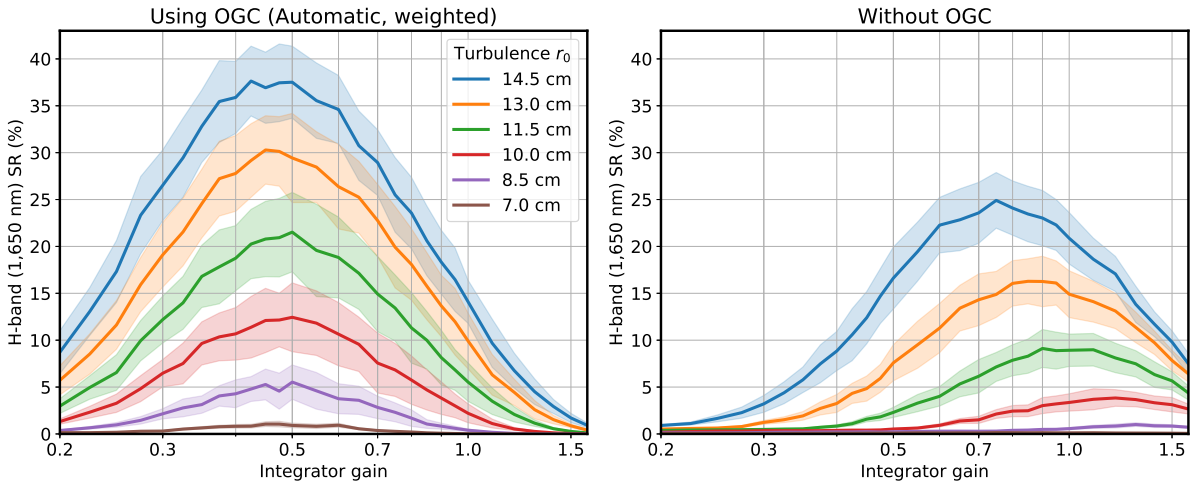 Using OGC (Automatic, weighted)
H-band (1,650 nm) SR (%)
40
35
30
25
20
15
10
5
0
0.2
0.3
0.5
0.7
1.0
1.5
Integrator gain
Turbulence r₀
14.5 cm
13.0 cm
11.5 cm
10.0 cm
8.5 cm
7.0 cm
Without OGC
H-band (1,650 nm) SR (%)
40
35
30
25
20
15
10
5
0
0.2
0.3
0.5
0.7
1.0
1.5
Integrator gain